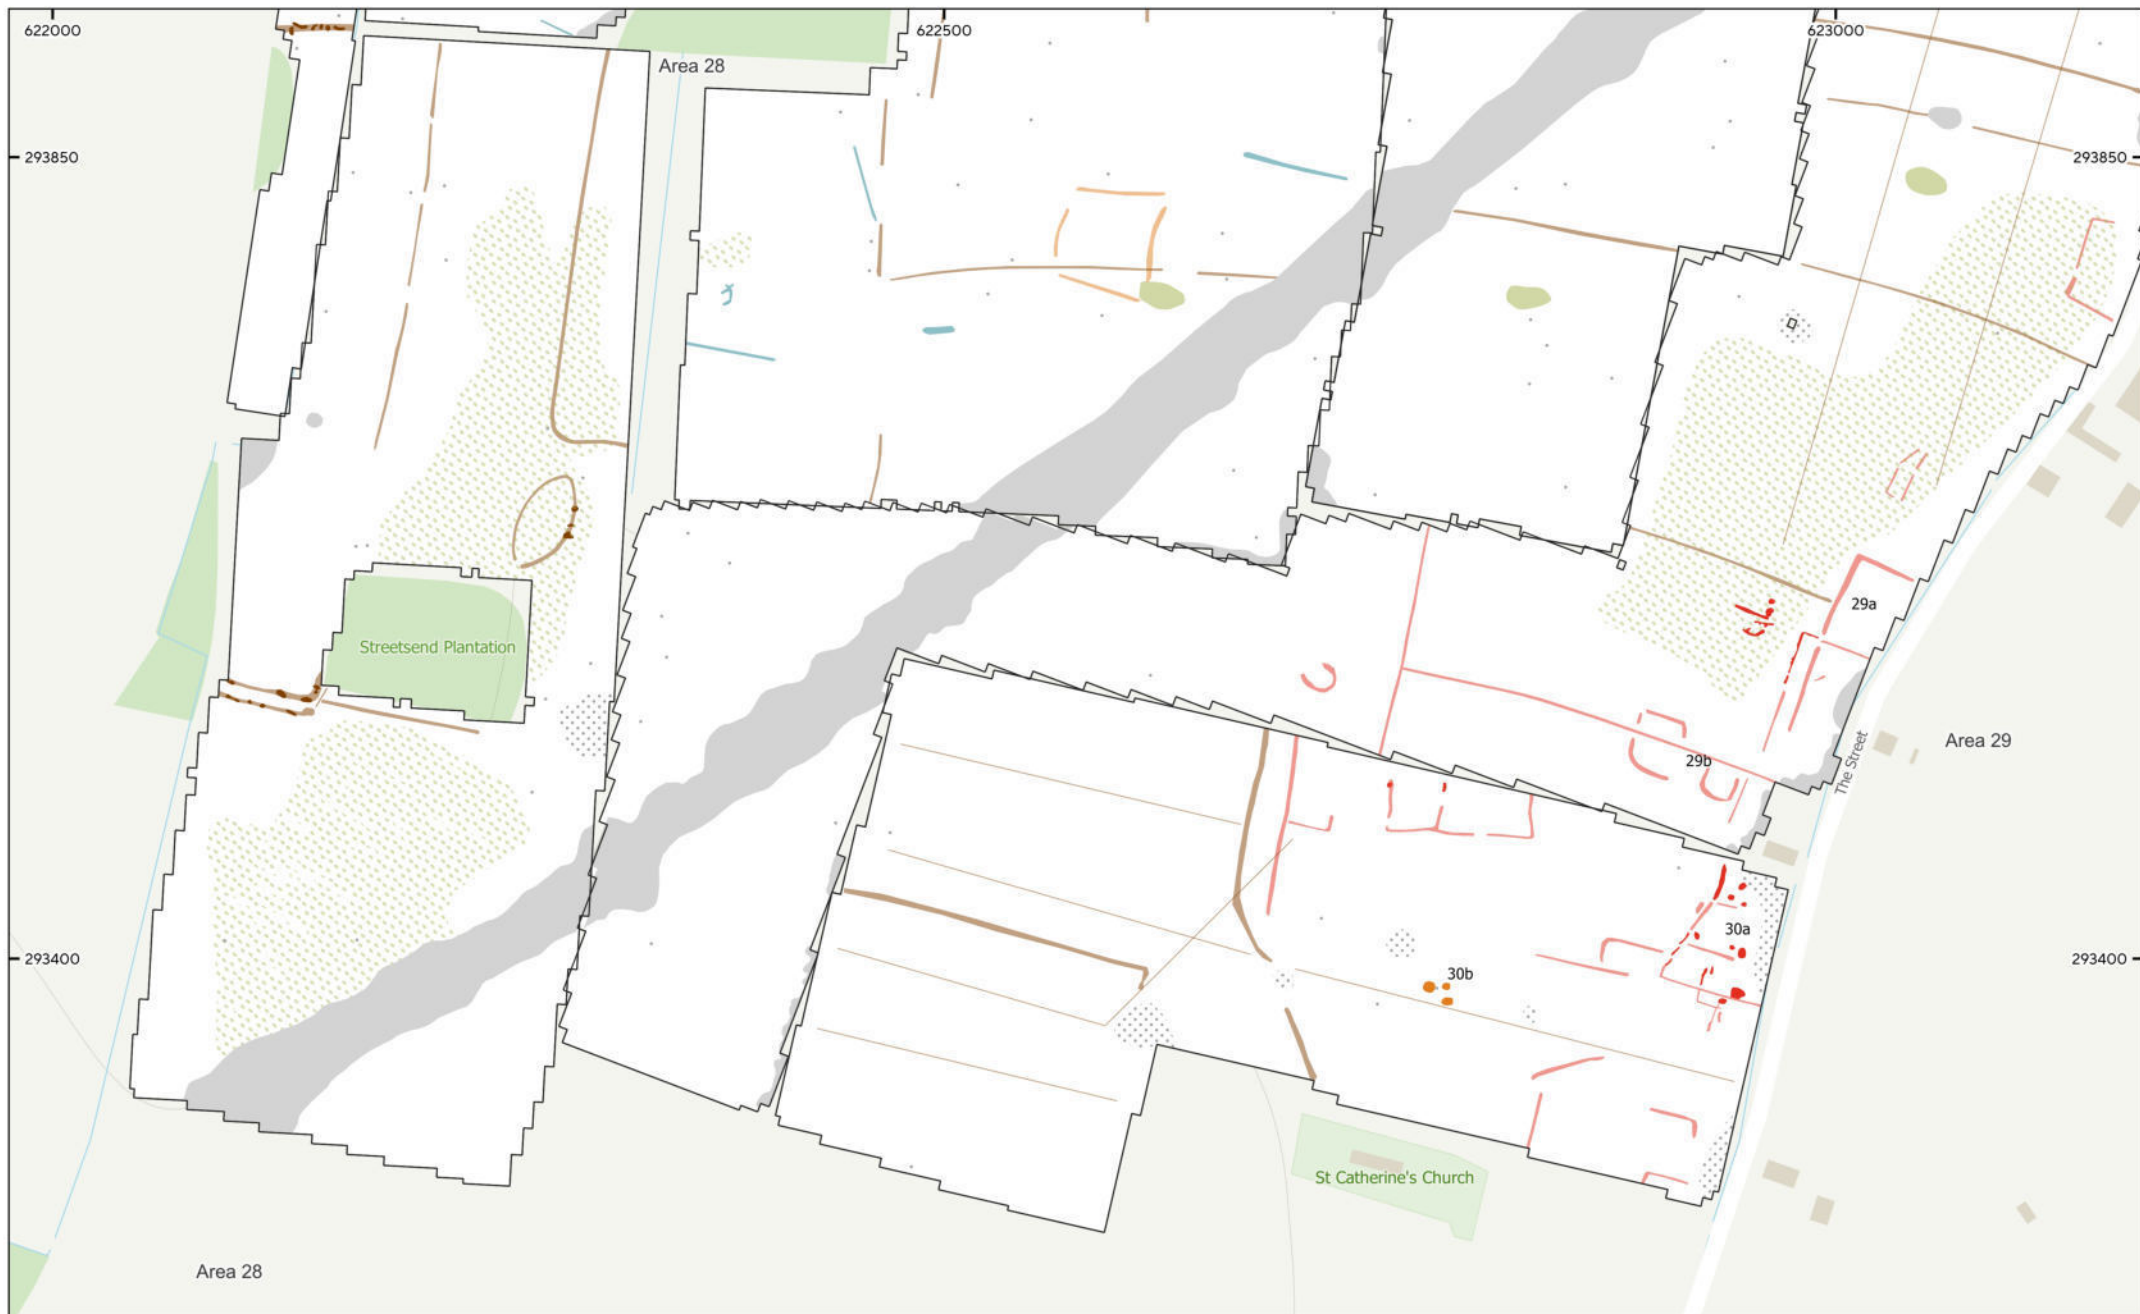 622000
622500
623000
Area 28
293850
293850
29a
Streetsend Plantation
Area 29
The Street
29b
30a
293400
293400
30b
St Catherine's Church
Area 28